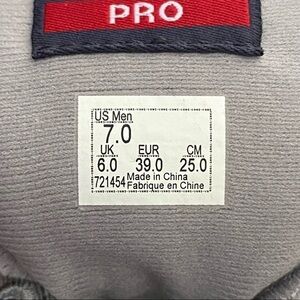 PRO
US Men
7.0
UK EUR CM
6.0 39.0 25.0
721454 Made in China
Fabrique en Chine